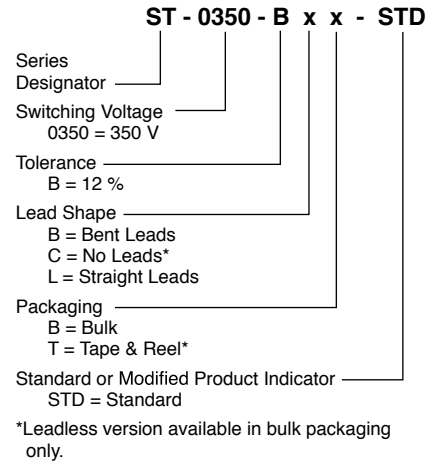 ST - 0350 - B x x - STD
Series
Designator
Switching Voltage
0350 = 350 V
Tolerance
B = 12 %
Lead Shape
B = Bent Leads
C = No Leads*
L = Straight Leads
Packaging
B = Bulk
T = Tape & Reel*
Standard or Modified Product Indicator
STD = Standard
*Leadless version available in bulk packaging
only.